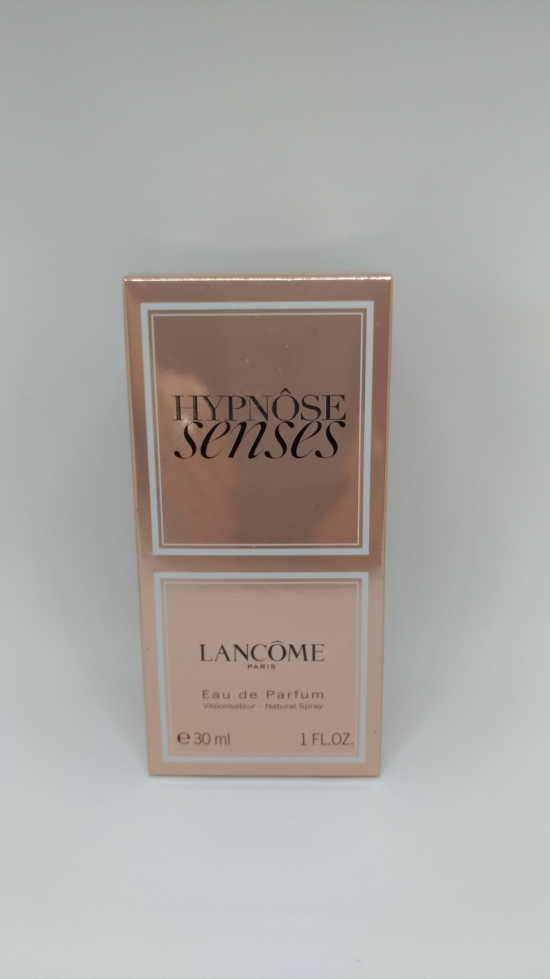 HYPNÔSE
senses
LANCÔME
PARIS
Eau de Parfum
Vaporisateur - Natural Spray
℮ 30 ml 1 FL.OZ.